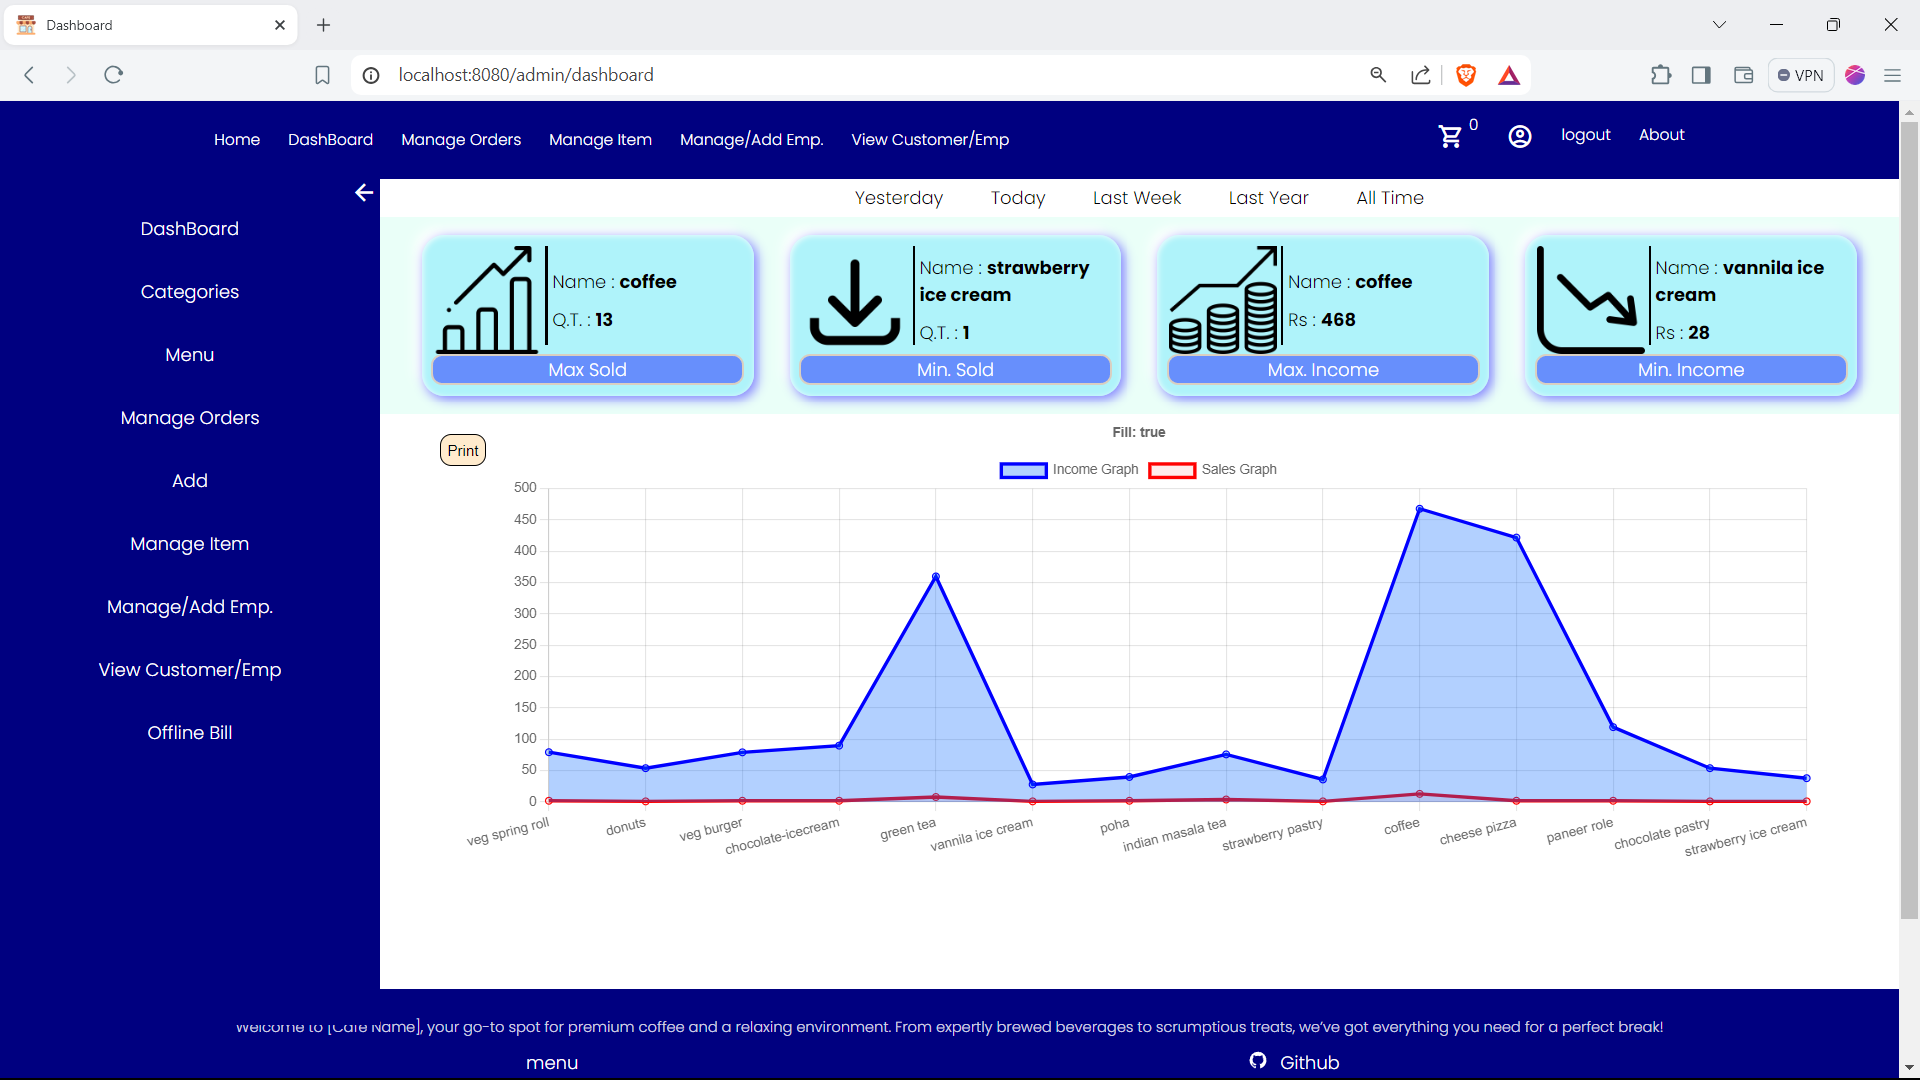 Dashboard
localhost:8080/admin/dashboard
VPN
Home DashBoard Manage Orders Manage Item Manage/Add Emp. View Customer/Emp 0 logout About
DashBoard
Categories
Menu
Manage Orders
Add
Manage Item
Manage/Add Emp.
View Customer/Emp
Offline Bill
Yesterday Today Last Week Last Year All Time
Name : coffee
Q.T. : 13
Max Sold
Name : strawberry
ice cream
Q.T. : 1
Min. Sold
Name : coffee
Rs : 468
Max. Income
Name : vannila ice
cream
Rs : 28
Min. Income
Print
Fill: true
Income Graph Sales Graph
500
450
400
350
300
250
200
150
100
50
0
veg spring roll
donuts
veg burger
chocolate-icecream
green tea
vannila ice cream
poha
indian masala tea
strawberry pastry
coffee
cheese pizza
paneer role
chocolate pastry
strawberry ice cream
Welcome to [Cafe Name], your go-to spot for premium coffee and a relaxing environment. From expertly brewed beverages to scrumptious treats, we've got everything you need for a perfect break!
menu Github